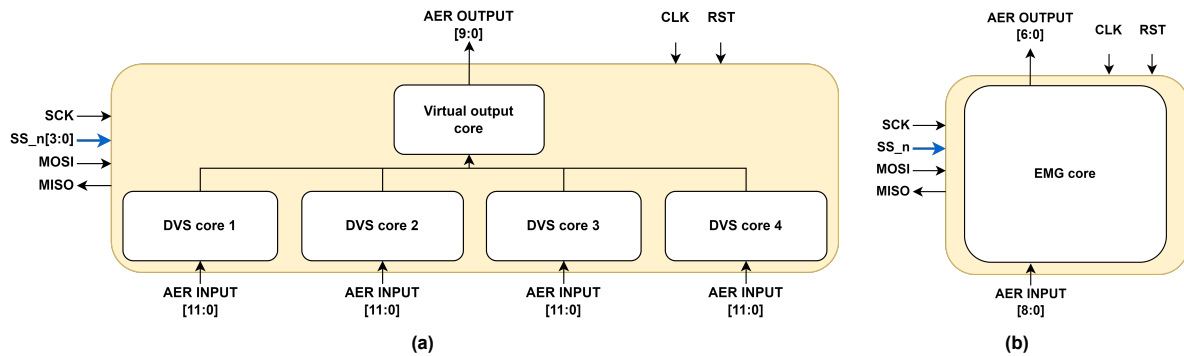 AER OUTPUT
[9:0]
CLK
RST
SCK
SS_n[3:0]
MOSI
MISO
Virtual output
core
DVS core 1
DVS core 2
DVS core 3
DVS core 4
AER INPUT
[11:0]
AER INPUT
[11:0]
AER INPUT
[11:0]
AER INPUT
[11:0]
(a)
AER OUTPUT
[6:0]
CLK
RST
SCK
SS_n
MOSI
MISO
EMG core
AER INPUT
[8:0]
(b)